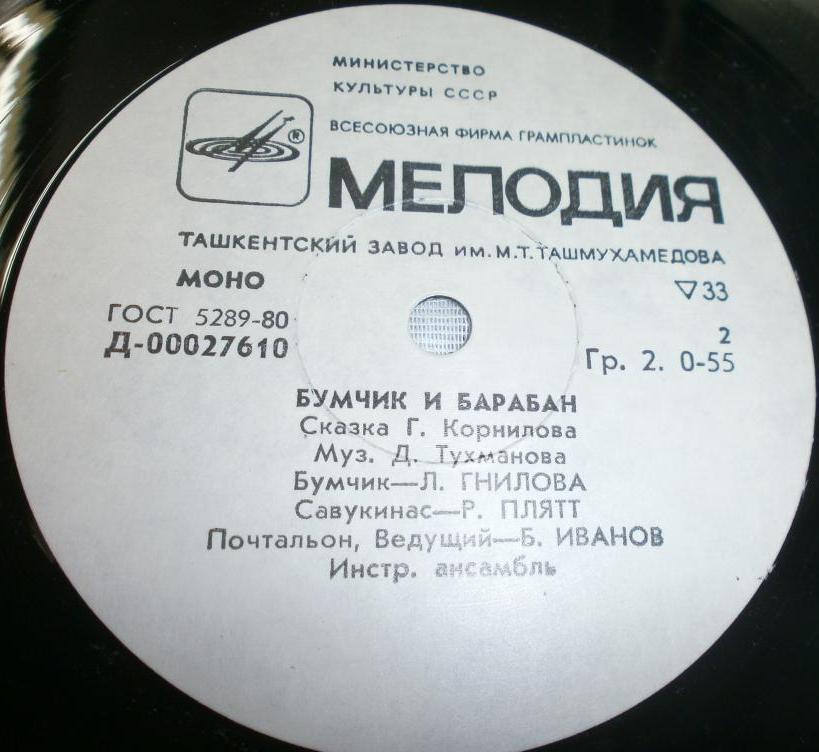 МИНИСТЕРСТВО
КУЛЬТУРЫ СССР
ВСЕСОЮЗНАЯ ФИРМА ГРАМПЛАСТИНОК
®
МЕЛОДИЯ
ТАШКЕНТСКИЙ ЗАВОД ИМ. М. Т. ТАШМУХАМЕДОВА
МОНО
▽33
ГОСТ 5289-80
Д-00027610
2
Гр. 2. 0-55
БУМЧИК И БАРАБАН
Сказка Г. Корнилова
Муз. Д. Тухманова
Бумчик—Л. ГНИЛОВА
Савукинас—Р. ПЛЯТТ
Почтальон, Ведущий—Б. ИВАНОВ
Инстр. ансамбль